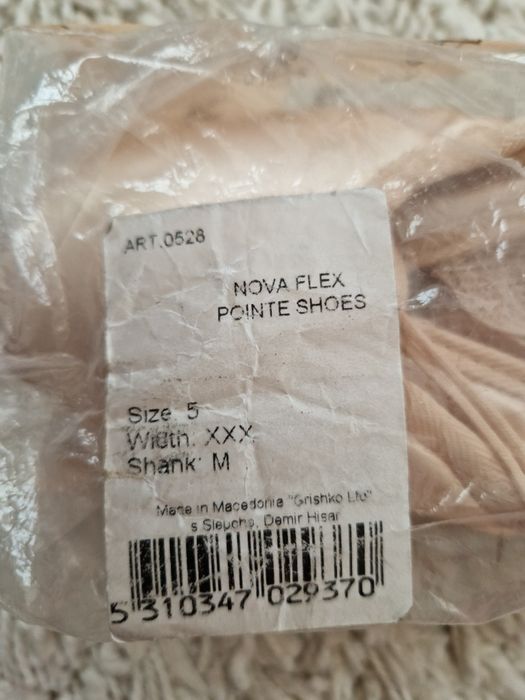 ART.0528
NOVA FLEX
POINTE SHOES
Size 5
Width: XXX
Shank: M
Made in Macedonia "Grishko Ltd"
s Slepche, Demir Hisar
5 310347 029370